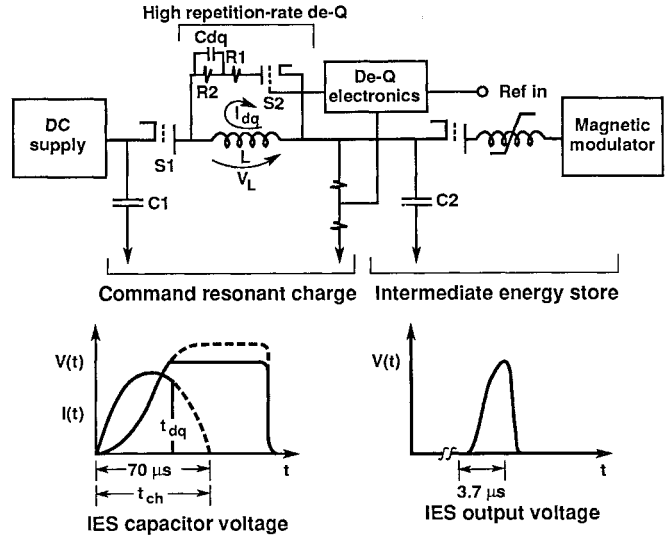 High repetition-rate de-Q
Cdq
R1
R2
S2
De-Q
electronics
Ref in
DC
supply
S1
Idq
L
VL
C1
C2
Magnetic
modulator
Command resonant charge
Intermediate energy store
V(t)
I(t)
tdq
t
70 μs
tch
IES capacitor voltage
V(t)
t
3.7 μs
IES output voltage